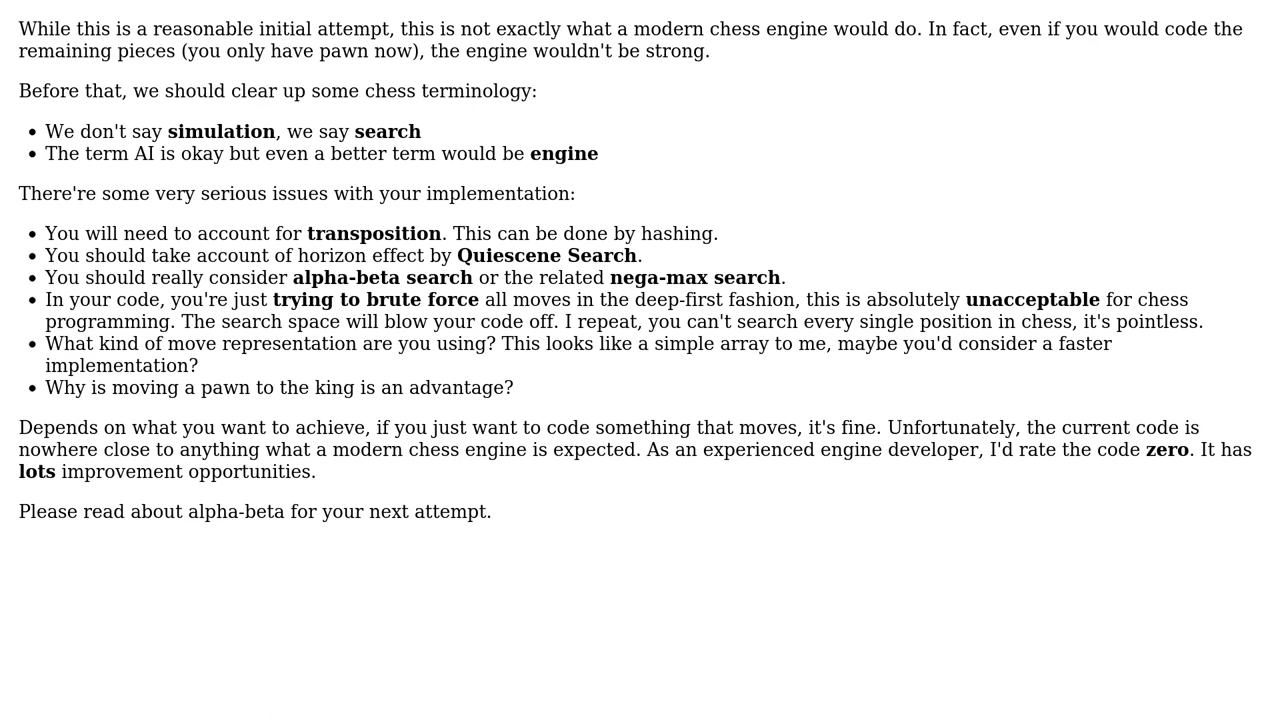 While this is a reasonable initial attempt, this is not exactly what a modern chess engine would do. In fact, even if you would code the
remaining pieces (you only have pawn now), the engine wouldn't be strong.
Before that, we should clear up some chess terminology:
• We don't say simulation, we say search
• The term AI is okay but even a better term would be engine
There're some very serious issues with your implementation:
• You will need to account for transposition. This can be done by hashing.
• You should take account of horizon effect by Quiescene Search.
• You should really consider alpha-beta search or the related nega-max search.
• In your code, you're just trying to brute force all moves in the deep-first fashion, this is absolutely unacceptable for chess
programming. The search space will blow your code off. I repeat, you can't search every single position in chess, it's pointless.
• What kind of move representation are you using? This looks like a simple array to me, maybe you'd consider a faster
implementation?
• Why is moving a pawn to the king is an advantage?
Depends on what you want to achieve, if you just want to code something that moves, it's fine. Unfortunately, the current code is
nowhere close to anything what a modern chess engine is expected. As an experienced engine developer, I'd rate the code zero. It has
lots improvement opportunities.
Please read about alpha-beta for your next attempt.